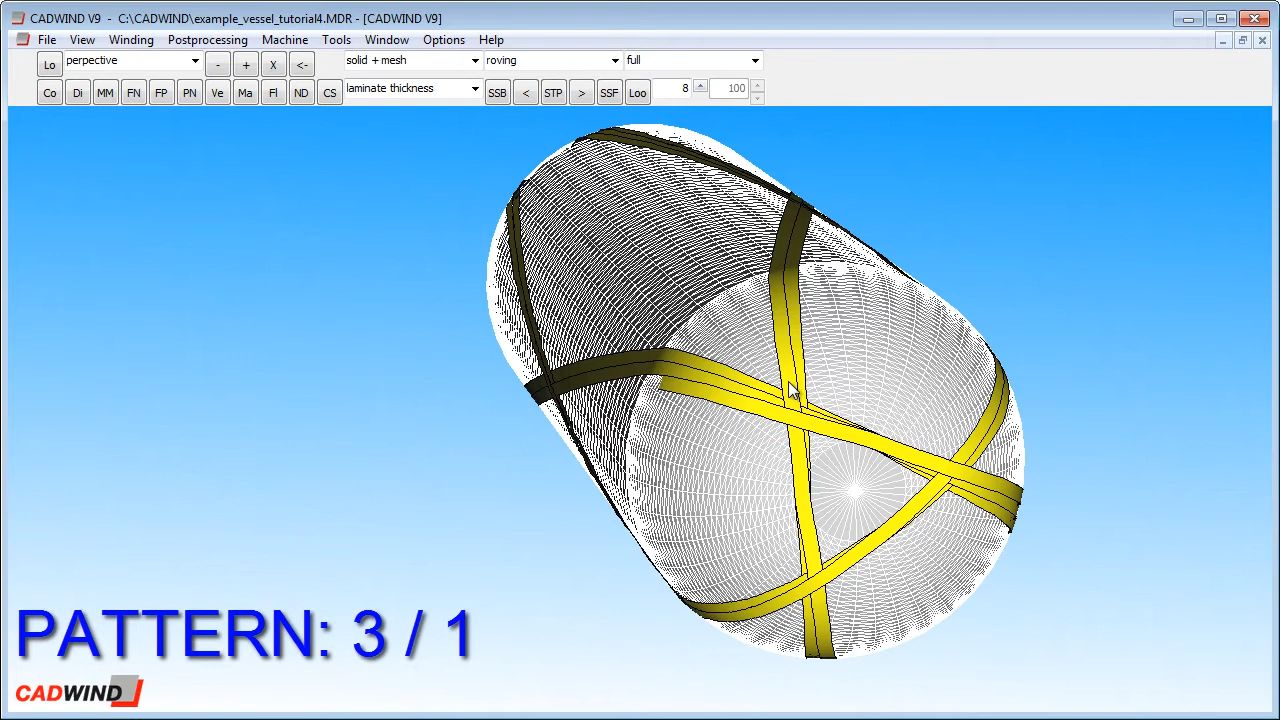 CADWIND V9 - C:\CADWIND\example_vessel_tutorial4.MDR - [CADWIND V9]
File View Winding Postprocessing Machine Tools Window Options Help
Lo perpective - + X <- solid + mesh roving full
Co Di MM FN FP PN Ve Ma Fl ND CS laminate thickness SSB < STP > SSF Loo 8 100
PATTERN: 3 / 1
CADWIND